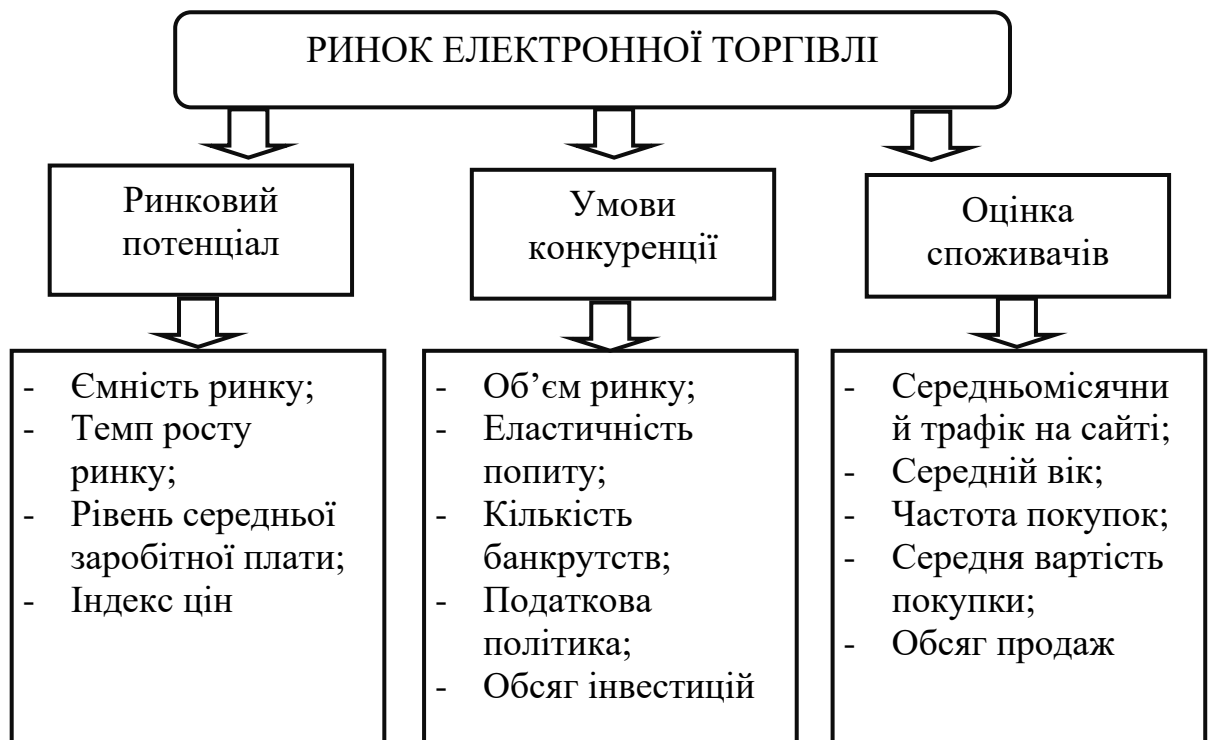 РИНОК ЕЛЕКТРОННОЇ ТОРГІВЛІ
Ринковий
потенціал
Умови
конкуренції
Оцінка
споживачів
- Ємність ринку;
- Темп росту
ринку;
- Рівень середньої
заробітної плати;
- Індекс цін
- Об’єм ринку;
- Еластичність
попиту;
- Кількість
банкрутств;
- Податкова
політика;
- Обсяг інвестицій
- Середньомісячни
й трафік на сайті;
- Середній вік;
- Частота покупок;
- Середня вартість
покупки;
- Обсяг продаж